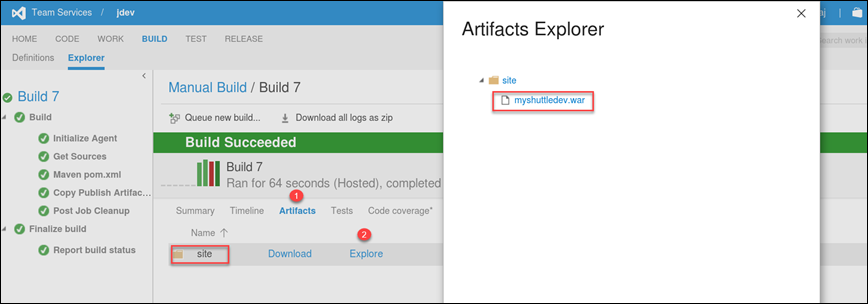 Team Services / jdev
HOME CODE WORK BUILD TEST RELEASE
Definitions Explorer
Build 7
Build
Initialize Agent
Get Sources
Maven pom.xml
Copy Publish Artifac...
Post Job Cleanup
Finalize build
Report build status
Manual Build / Build 7
Queue new build... Download all logs as zip
Build Succeeded
Build 7
Ran for 64 seconds (Hosted), completed
1
Summary Timeline Artifacts Tests Code coverage*
Name
2
site Download Explore
Artifacts Explorer
site
myshuttledev.war